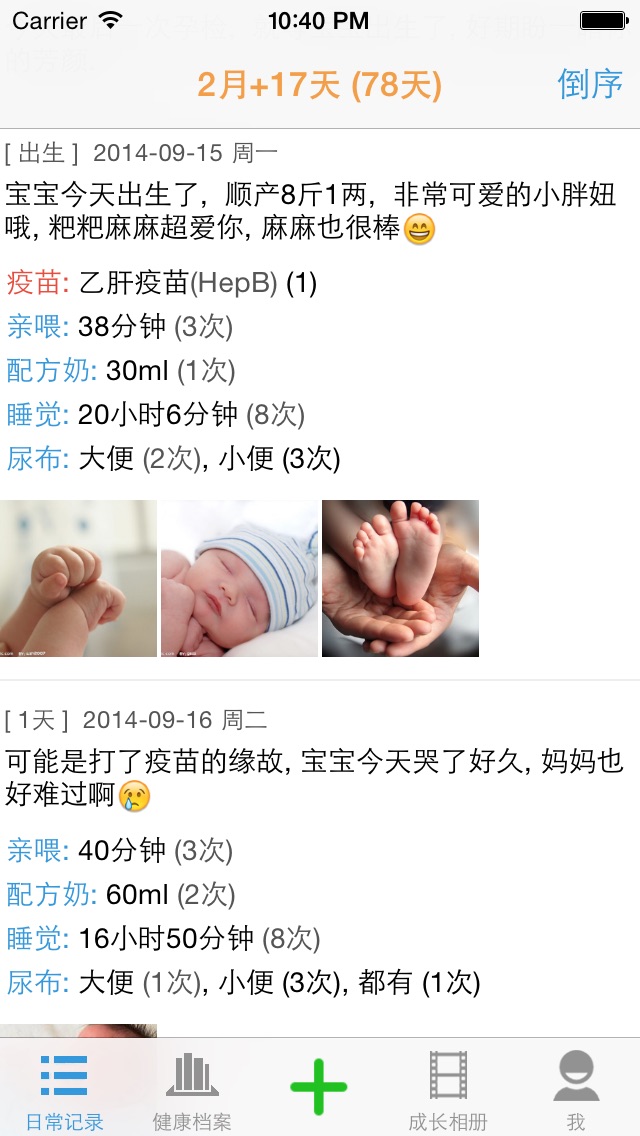 Carrier 10:40 PM
2月+17天 (78天) 倒序
[ 出生 ] 2014-09-15 周一
宝宝今天出生了, 顺产8斤1两, 非常可爱的小胖妞
哦, 粑粑麻麻超爱你, 麻麻也很棒😄
疫苗: 乙肝疫苗(HepB) (1)
亲喂: 38分钟 (3次)
配方奶: 30ml (1次)
睡觉: 20小时6分钟 (8次)
尿布: 大便 (2次), 小便 (3次)
[ 1天 ] 2014-09-16 周二
可能是打了疫苗的缘故, 宝宝今天哭了好久, 妈妈也
好难过啊😢
亲喂: 40分钟 (3次)
配方奶: 60ml (2次)
睡觉: 16小时50分钟 (8次)
尿布: 大便 (1次), 小便 (3次), 都有 (1次)
日常记录 健康档案 成长相册 我